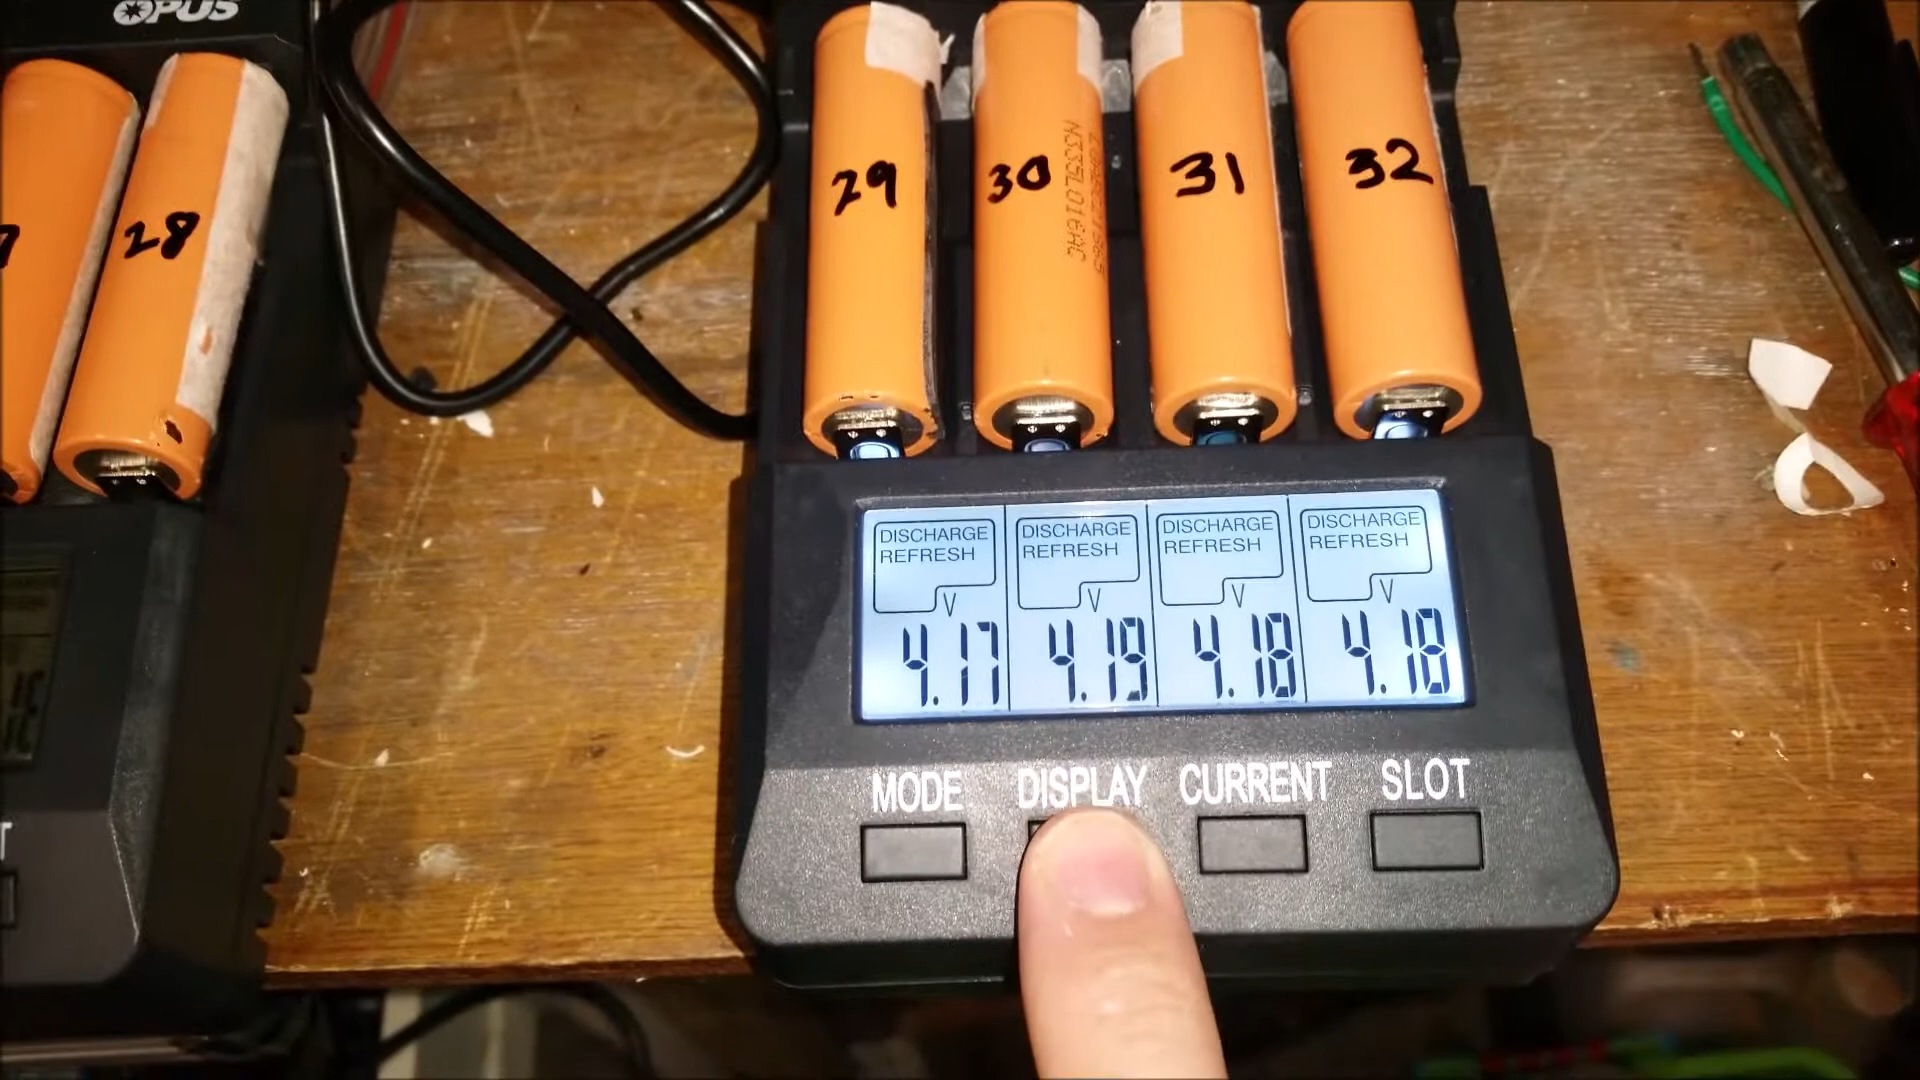 OPUS
28
29
30
31
32
N335L016AC
DISCHARGE
REFRESH
V
4.17
DISCHARGE
REFRESH
V
4.19
DISCHARGE
REFRESH
V
4.18
DISCHARGE
REFRESH
V
4.18
MODE
DISPLAY
CURRENT
SLOT